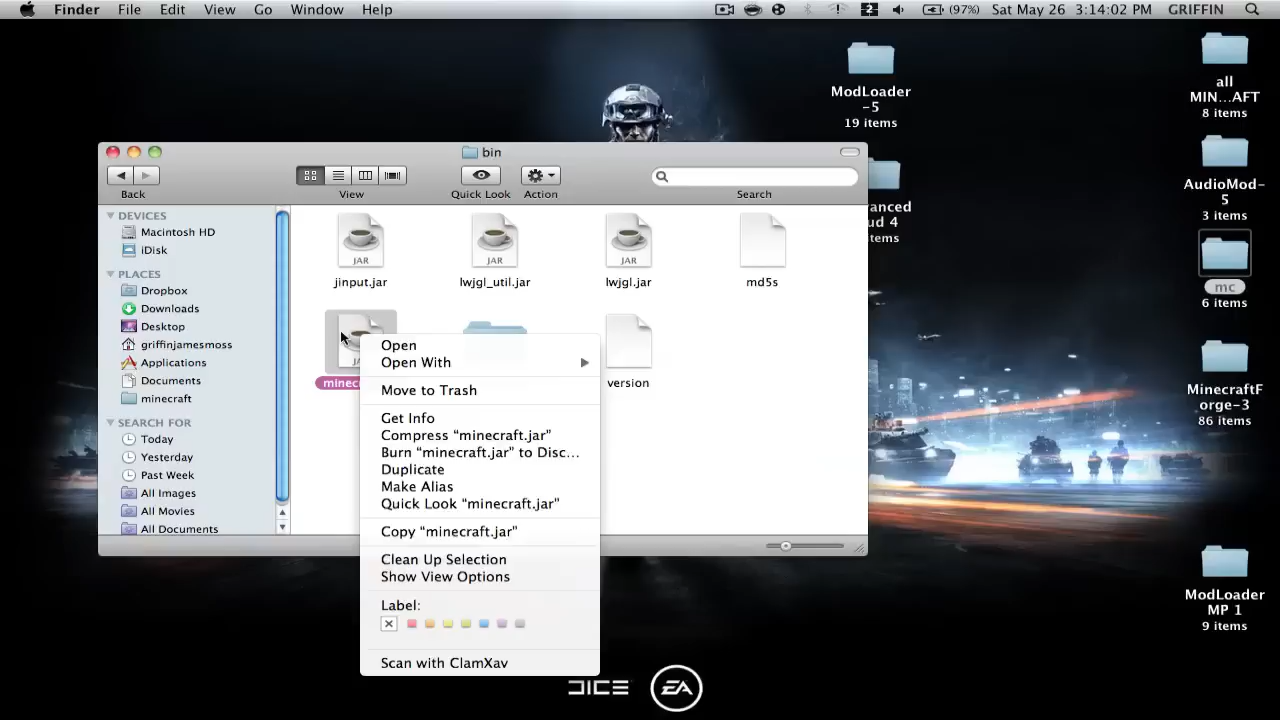 Finder File Edit View Go Window Help
2
(97%) Sat May 26 3:14:02 PM GRIFFIN
ModLoader
-5
19 items
all
MIN...AFT
8 items
AudioMod-
5
3 items
mc
6 items
MinecraftF
orge-3
86 items
ModLoader
MP 1
9 items
bin
Back
View
Quick Look
Action
Search
DEVICES
Macintosh HD
iDisk
PLACES
Dropbox
Downloads
Desktop
griffinjamesmoss
Applications
Documents
minecraft
SEARCH FOR
Today
Yesterday
Past Week
All Images
All Movies
All Documents
JAR
jinput.jar
JAR
lwjgl_util.jar
JAR
lwjgl.jar
md5s
version
Open
Open With
Move to Trash
Get Info
Compress “minecraft.jar”
Burn “minecraft.jar” to Disc...
Duplicate
Make Alias
Quick Look “minecraft.jar”
Copy “minecraft.jar”
Clean Up Selection
Show View Options
Label:
Scan with ClamXav
DICE
EA